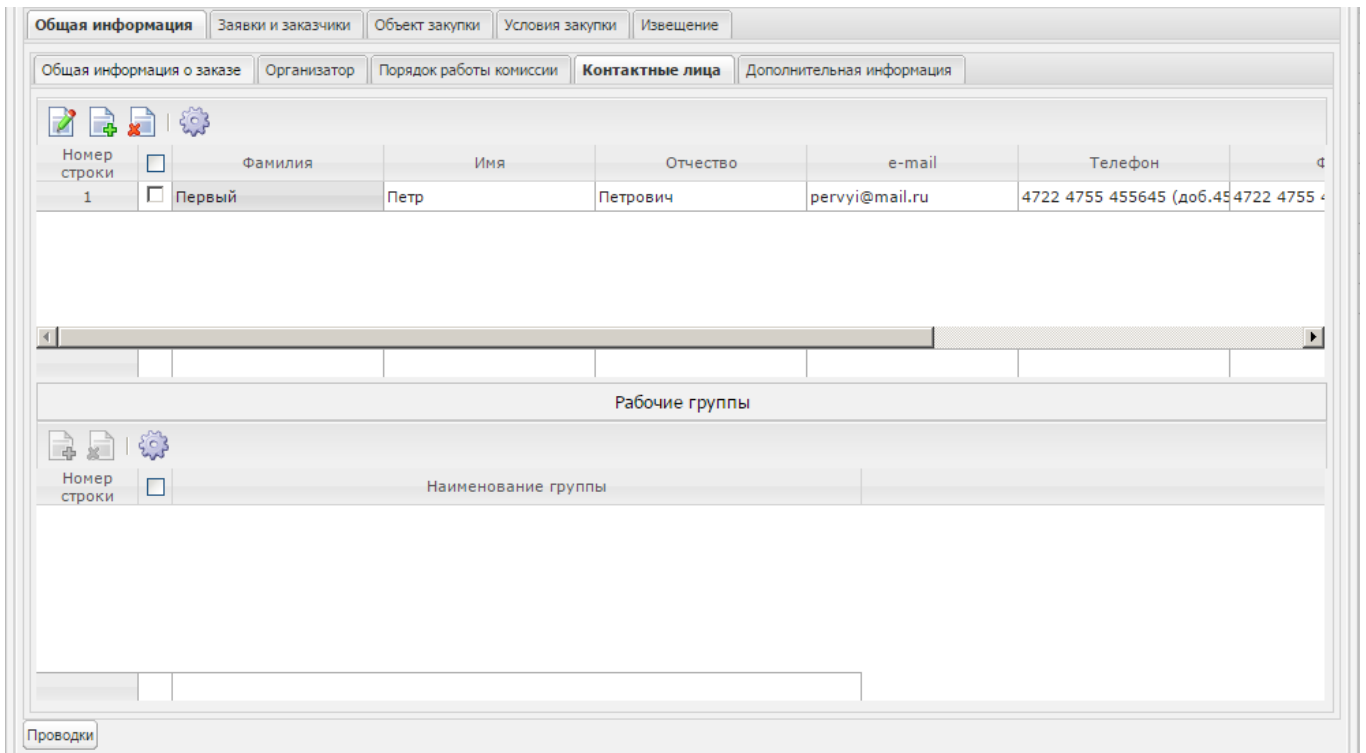 Общая информация Заявки и заказчики Объект закупки Условия закупки Извещение
Общая информация о заказе Организатор Порядок работы комиссии Контактные лица Дополнительная информация
Номер строки Фамилия Имя Отчество e-mail Телефон Ф
1 Первый Петр Петрович pervyi@mail.ru 4722 4755 455645 (доб.45 4722 4755 4
Рабочие группы
Номер строки Наименование группы
Проводки